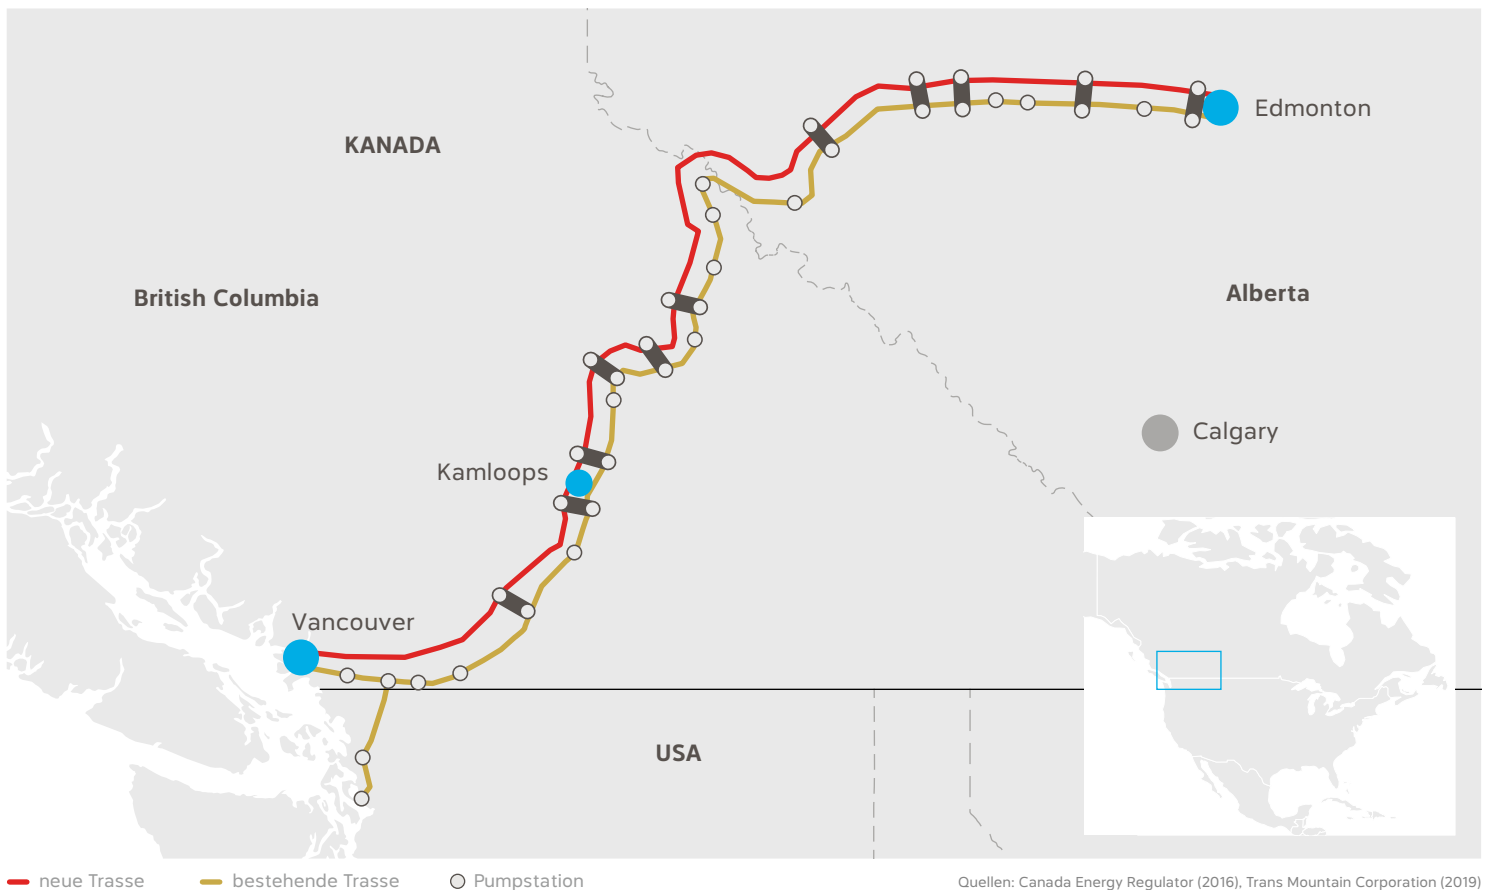 Edmonton
KANADA
British Columbia
Alberta
Calgary
Kamloops
Vancouver
USA
neue Trasse
bestehende Trasse
Pumpstation
Quellen: Canada Energy Regulator (2016), Trans Mountain Corporation (2019)